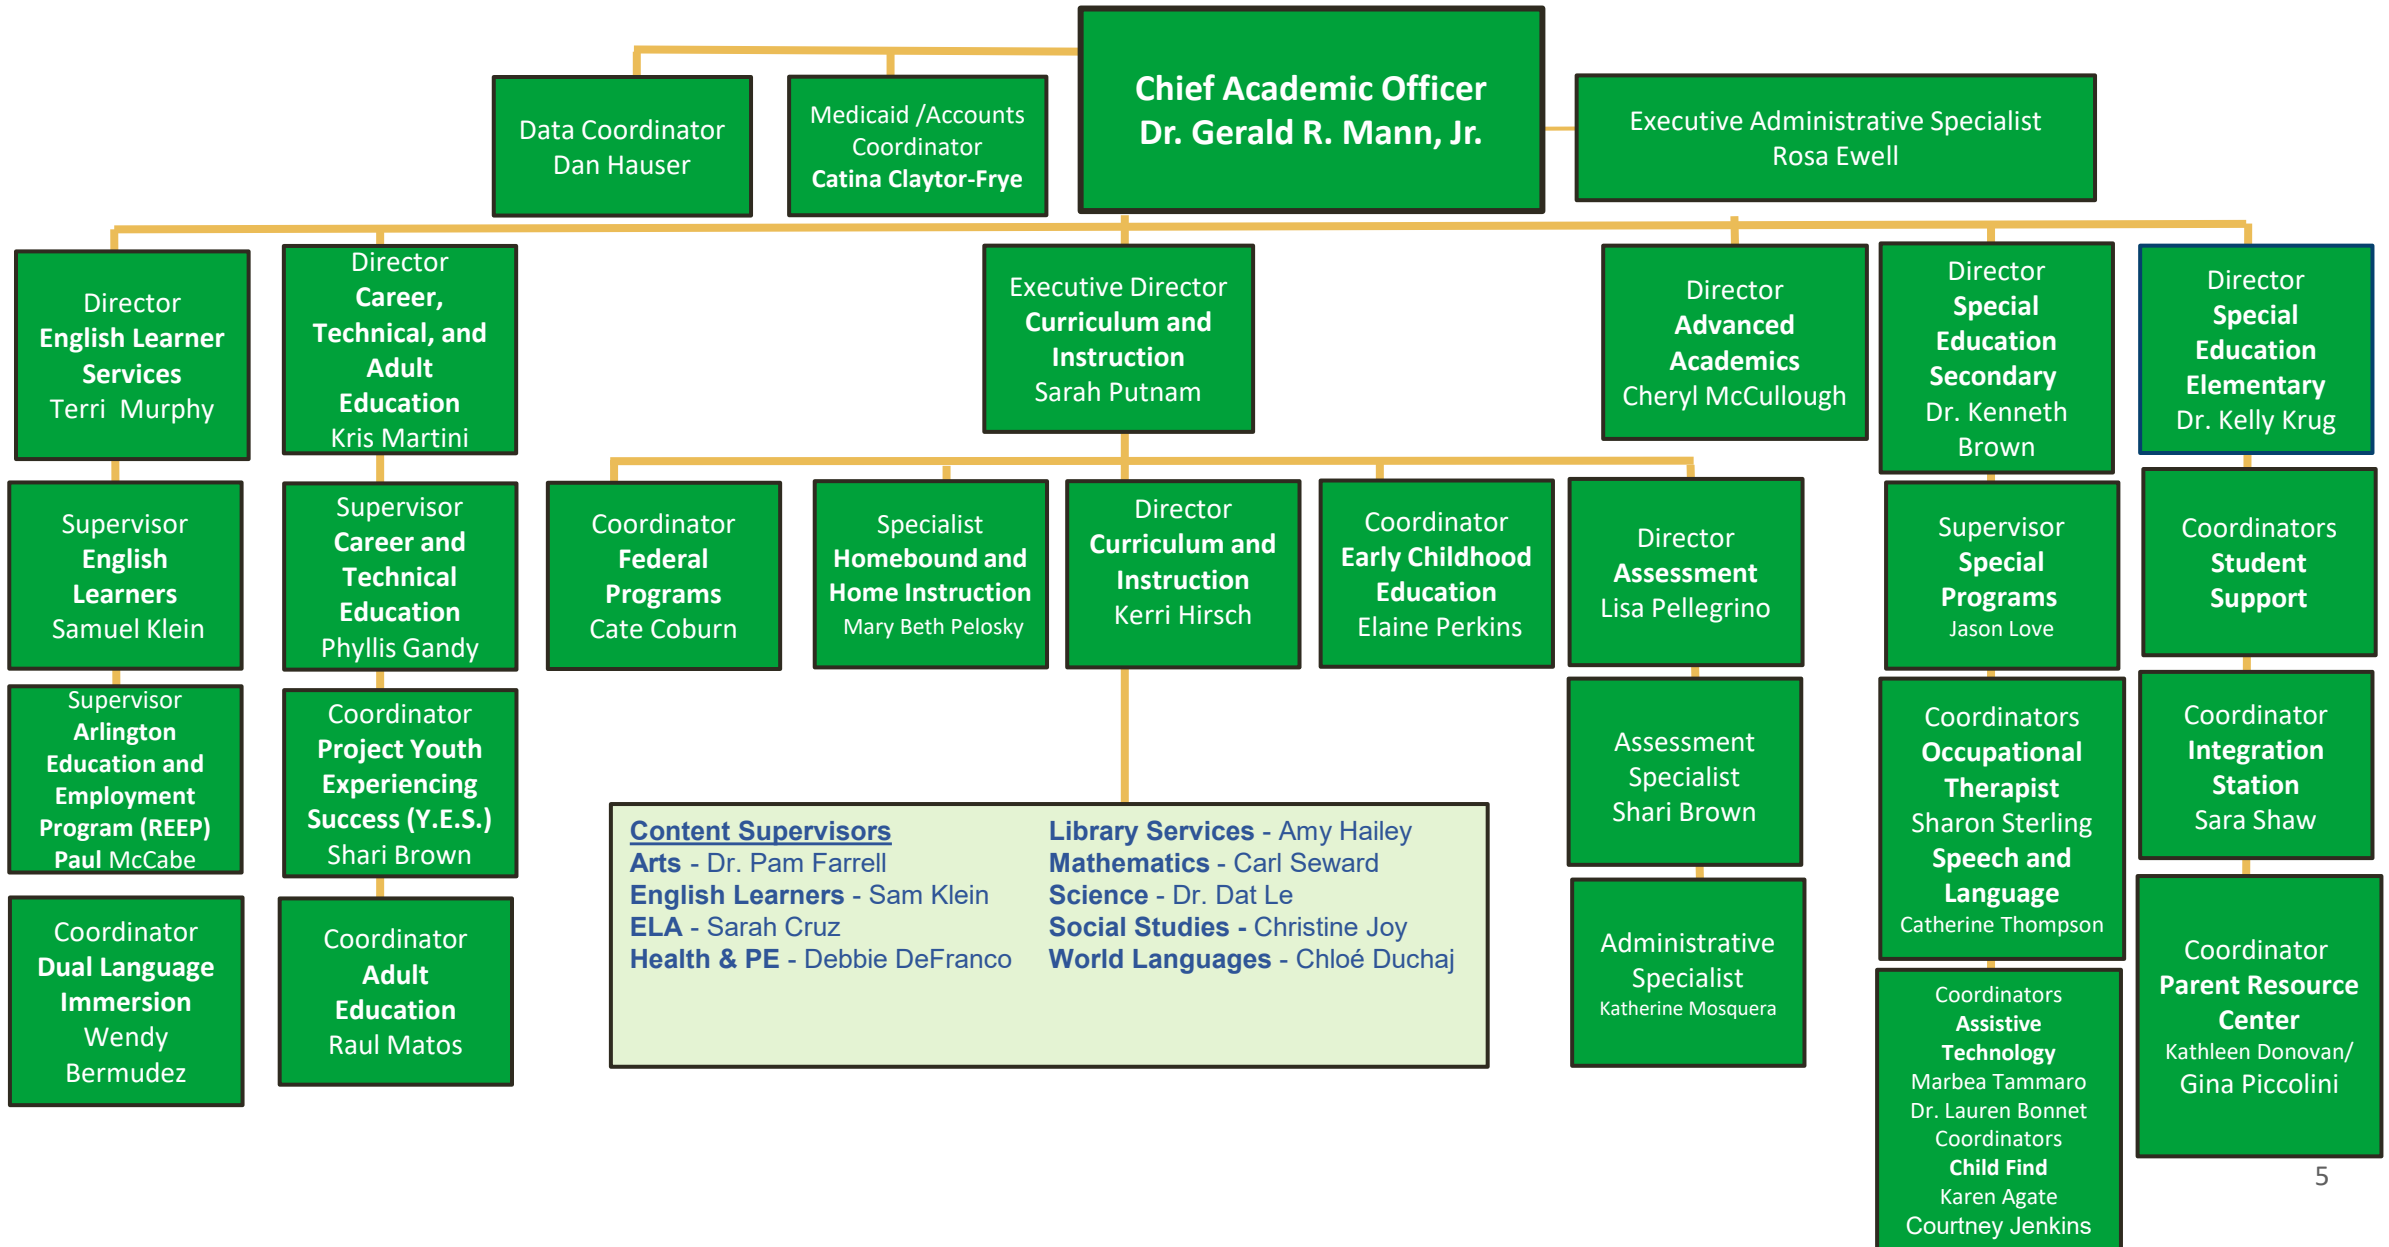 Chief Academic Officer
Dr. Gerald R. Mann, Jr.
Data Coordinator
Dan Hauser
Medicaid /Accounts
Coordinator
Catina Claytor-Frye
Executive Administrative Specialist
Rosa Ewell
Director
English Learner
Services
Terri Murphy
Director
Career,
Technical, and
Adult
Education
Kris Martini
Executive Director
Curriculum and
Instruction
Sarah Putnam
Director
Advanced
Academics
Cheryl McCullough
Director
Special
Education
Secondary
Dr. Kenneth
Brown
Director
Special
Education
Elementary
Dr. Kelly Krug
Supervisor
English
Learners
Samuel Klein
Supervisor
Career and
Technical
Education
Phyllis Gandy
Coordinator
Federal
Programs
Cate Coburn
Specialist
Homebound and
Home Instruction
Mary Beth Pelosky
Director
Curriculum and
Instruction
Kerri Hirsch
Coordinator
Early Childhood
Education
Elaine Perkins
Director
Assessment
Lisa Pellegrino
Supervisor
Special
Programs
Jason Love
Coordinators
Student
Support
Supervisor
Arlington
Education and
Employment
Program (REEP)
Paul McCabe
Coordinator
Project Youth
Experiencing
Success (Y.E.S.)
Shari Brown
Assessment
Specialist
Shari Brown
Coordinators
Occupational
Therapist
Sharon Sterling
Speech and
Language
Catherine Thompson
Coordinator
Integration
Station
Sara Shaw
Content Supervisors
Arts - Dr. Pam Farrell
English Learners - Sam Klein
ELA - Sarah Cruz
Health & PE - Debbie DeFranco
Library Services - Amy Hailey
Mathematics - Carl Seward
Science - Dr. Dat Le
Social Studies - Christine Joy
World Languages - Chloé Duchaj
Coordinator
Dual Language
Immersion
Wendy
Bermudez
Coordinator
Adult
Education
Raul Matos
Administrative
Specialist
Katherine Mosquera
Coordinators
Assistive
Technology
Marbea Tammaro
Dr. Lauren Bonnet
Coordinators
Child Find
Karen Agate
Courtney Jenkins
Coordinator
Parent Resource
Center
Kathleen Donovan/
Gina Piccolini
5